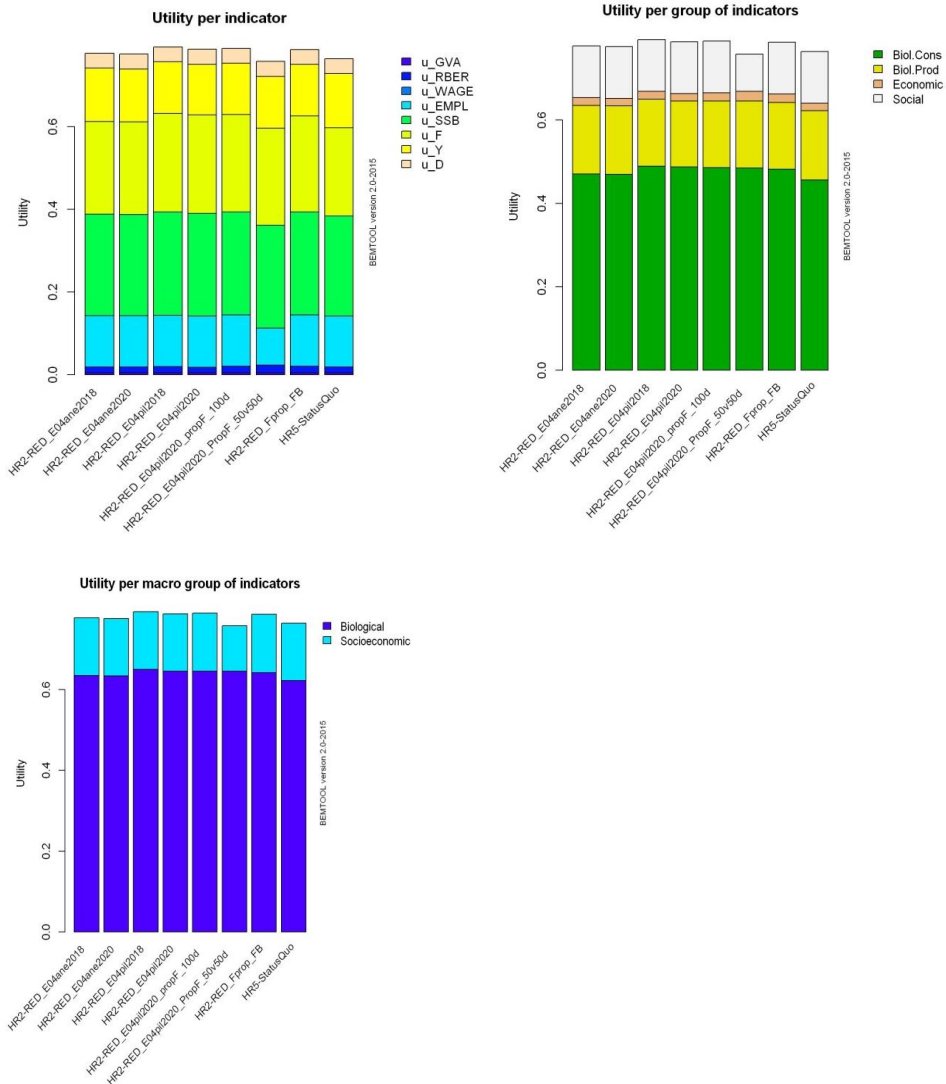 Utility per indicator
Utility
0.0
0.2
0.4
0.6
HR2-RED_E04ane2018
HR2-RED_E04ane2020
HR2-RED_E04pil2018
HR2-RED_E04pil2020
HR2-RED_E04pil2020_propF_100d
HR2-RED_E04pil2020_PropF_50v50d
HR2-RED_Fprop_FB
HR5-StatusQuo
u_GVA
u_RBER
u_WAGE
u_EMPL
u_SSB
u_F
u_Y
u_D
BEMTOOL version 2.0-2015
Utility per group of indicators
Utility
0.0
0.2
0.4
0.6
HR2-RED_E04ane2018
HR2-RED_E04ane2020
HR2-RED_E04pil2018
HR2-RED_E04pil2020
HR2-RED_E04pil2020_propF_100d
HR2-RED_E04pil2020_PropF_50v50d
HR2-RED_Fprop_FB
HR5-StatusQuo
Biol.Cons
Biol.Prod
Economic
Social
BEMTOOL version 2.0-2015
Utility per macro group of indicators
Utility
0.0
0.2
0.4
0.6
HR2-RED_E04ane2018
HR2-RED_E04ane2020
HR2-RED_E04pil2018
HR2-RED_E04pil2020
HR2-RED_E04pil2020_propF_100d
HR2-RED_E04pil2020_PropF_50v50d
HR2-RED_Fprop_FB
HR5-StatusQuo
Biological
Socioeconomic
BEMTOOL version 2.0-2015